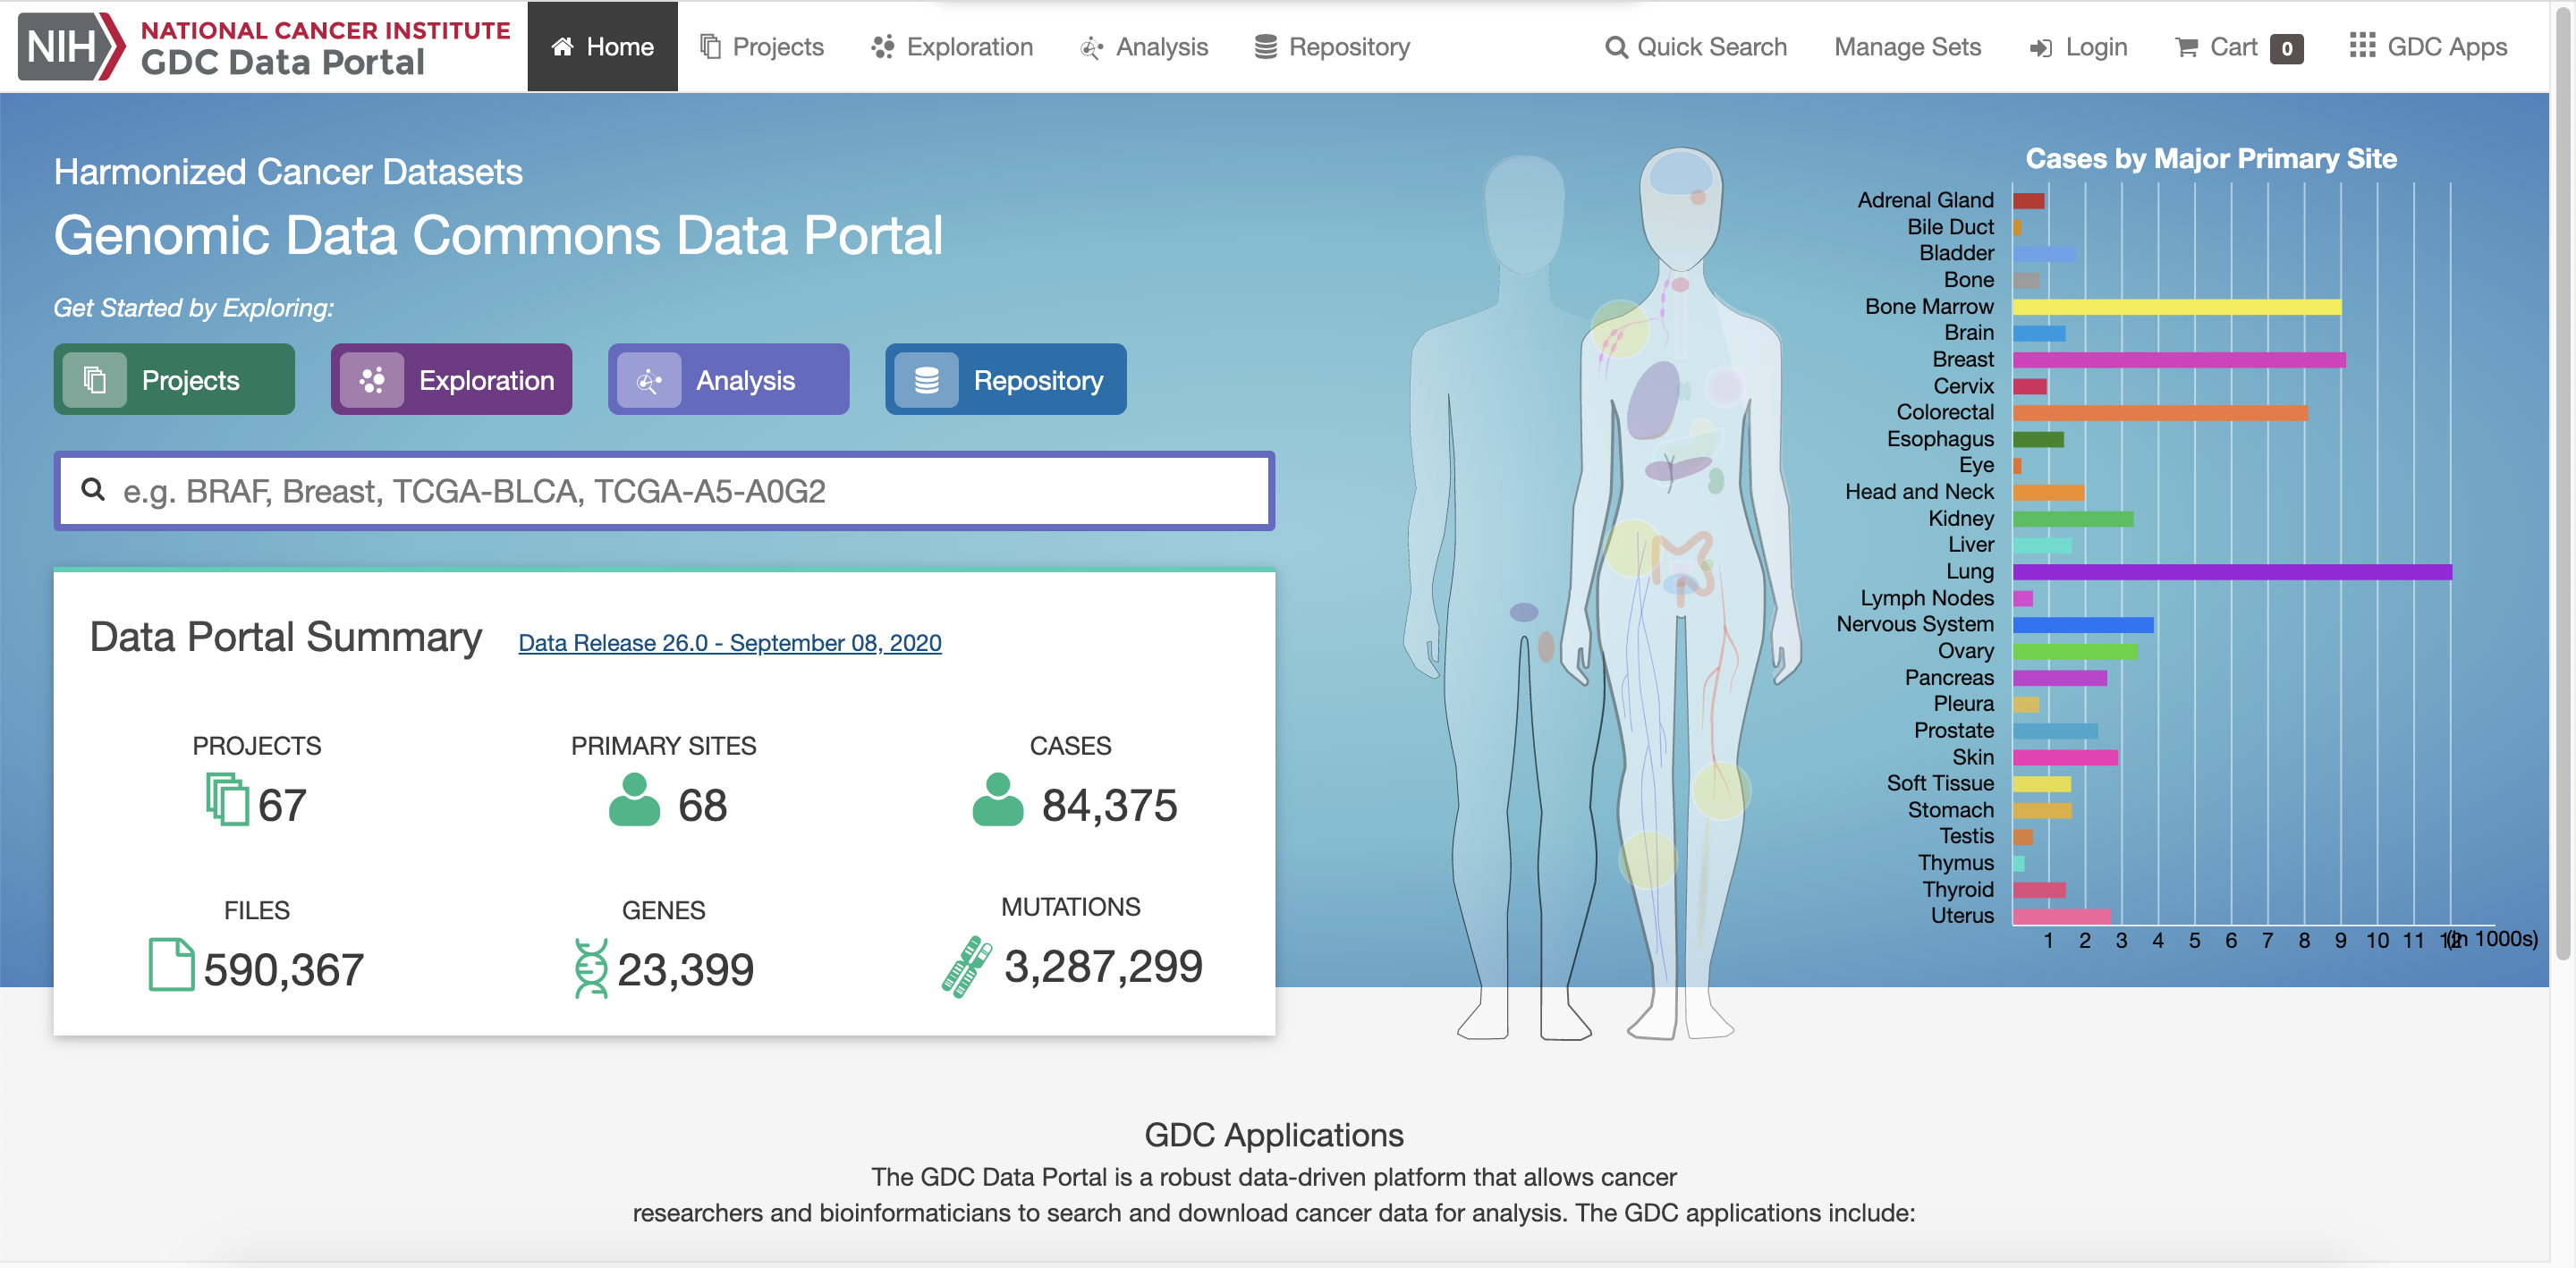 NIH
NATIONAL CANCER INSTITUTE
GDC Data Portal
Home
Projects
Exploration
Analysis
Repository
Quick Search
Manage Sets
Login
Cart 0
GDC Apps
Harmonized Cancer Datasets
Genomic Data Commons Data Portal
Get Started by Exploring:
Projects
Exploration
Analysis
Repository
e.g. BRAF, Breast, TCGA-BLCA, TCGA-A5-A0G2
Data Portal Summary
Data Release 26.0 - September 08, 2020
PROJECTS
67
PRIMARY SITES
68
CASES
84,375
FILES
590,367
GENES
23,399
MUTATIONS
3,287,299
Cases by Major Primary Site
Adrenal Gland
Bile Duct
Bladder
Bone
Bone Marrow
Brain
Breast
Cervix
Colorectal
Esophagus
Eye
Head and Neck
Kidney
Liver
Lung
Lymph Nodes
Nervous System
Ovary
Pancreas
Pleura
Prostate
Skin
Soft Tissue
Stomach
Testis
Thymus
Thyroid
Uterus
1 2 3 4 5 6 7 8 9 10 11 12 (in 1000s)
GDC Applications
The GDC Data Portal is a robust data-driven platform that allows cancer
researchers and bioinformaticians to search and download cancer data for analysis. The GDC applications include: